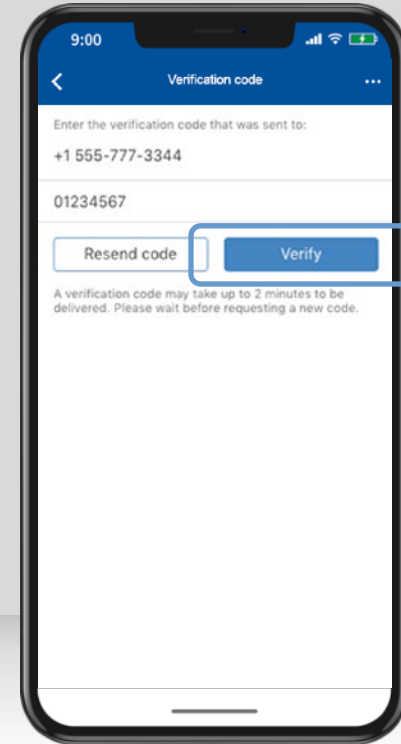 9:00
Verification code
Enter the verification code that was sent to:
+1 555-777-3344
01234567
Resend code
Verify
A verification code may take up to 2 minutes to be
delivered. Please wait before requesting a new code.